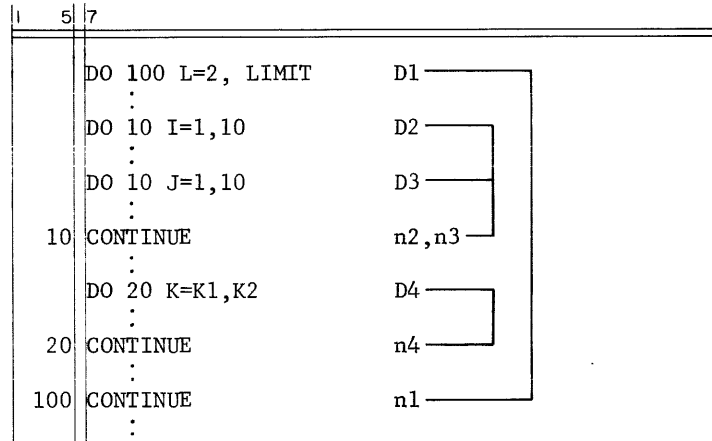 1 5 7
DO 100 L=2, LIMIT D1
:
DO 10 I=1,10 D2
:
DO 10 J=1,10 D3
:
10 CONTINUE n2,n3
:
DO 20 K=K1,K2 D4
:
20 CONTINUE n4
:
100 CONTINUE n1
: